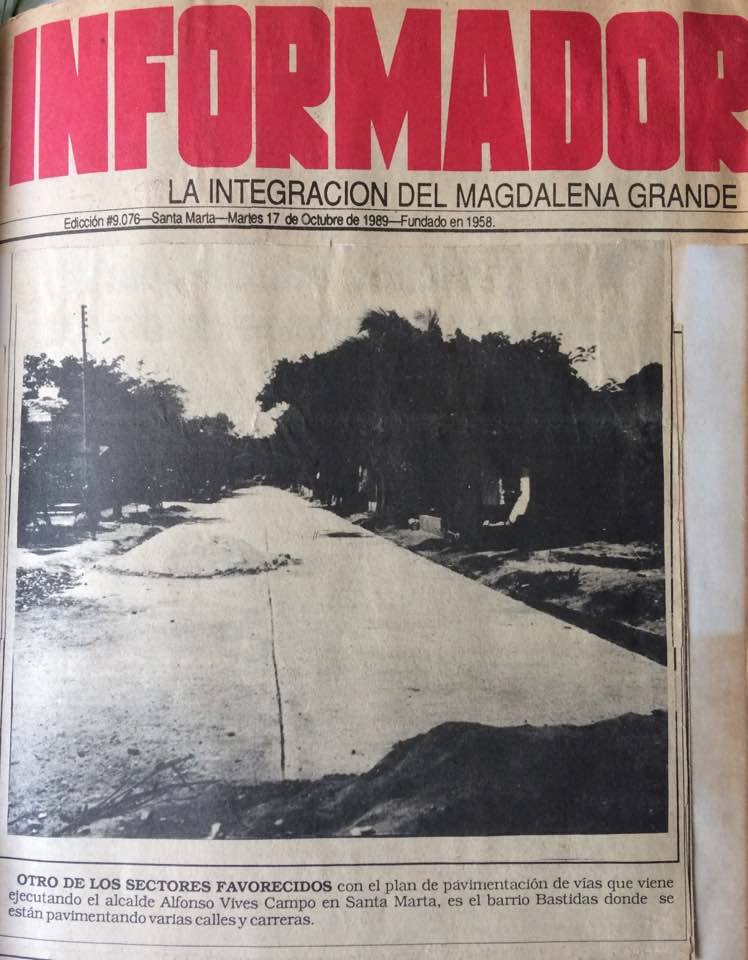 INFORMADOR
LA INTEGRACION DEL MAGDALENA GRANDE
Edicción #9.076—Santa Marta—Martes 17 de Octubre de 1989—Fundado en 1958.
OTRO DE LOS SECTORES FAVORECIDOS con el plan de pavimentación de vías que viene
ejecutando el alcalde Alfonso Vives Campo en Santa Marta, es el barrio Bastidas donde se
están pavimentando varias calles y carreras.